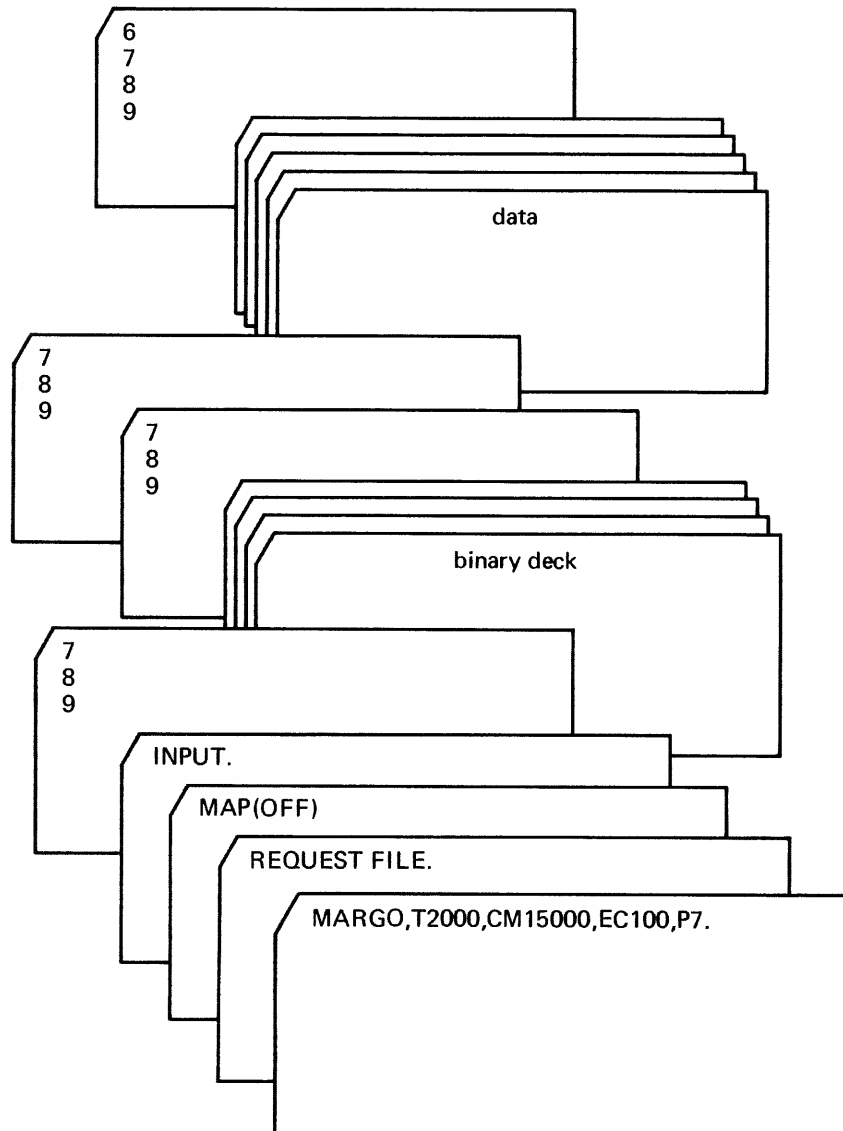 6
7
8
9
data
7
8
9
7
8
9
binary deck
7
8
9
INPUT.
MAP(OFF)
REQUEST FILE.
MARGO,T2000,CM15000,EC100,P7.